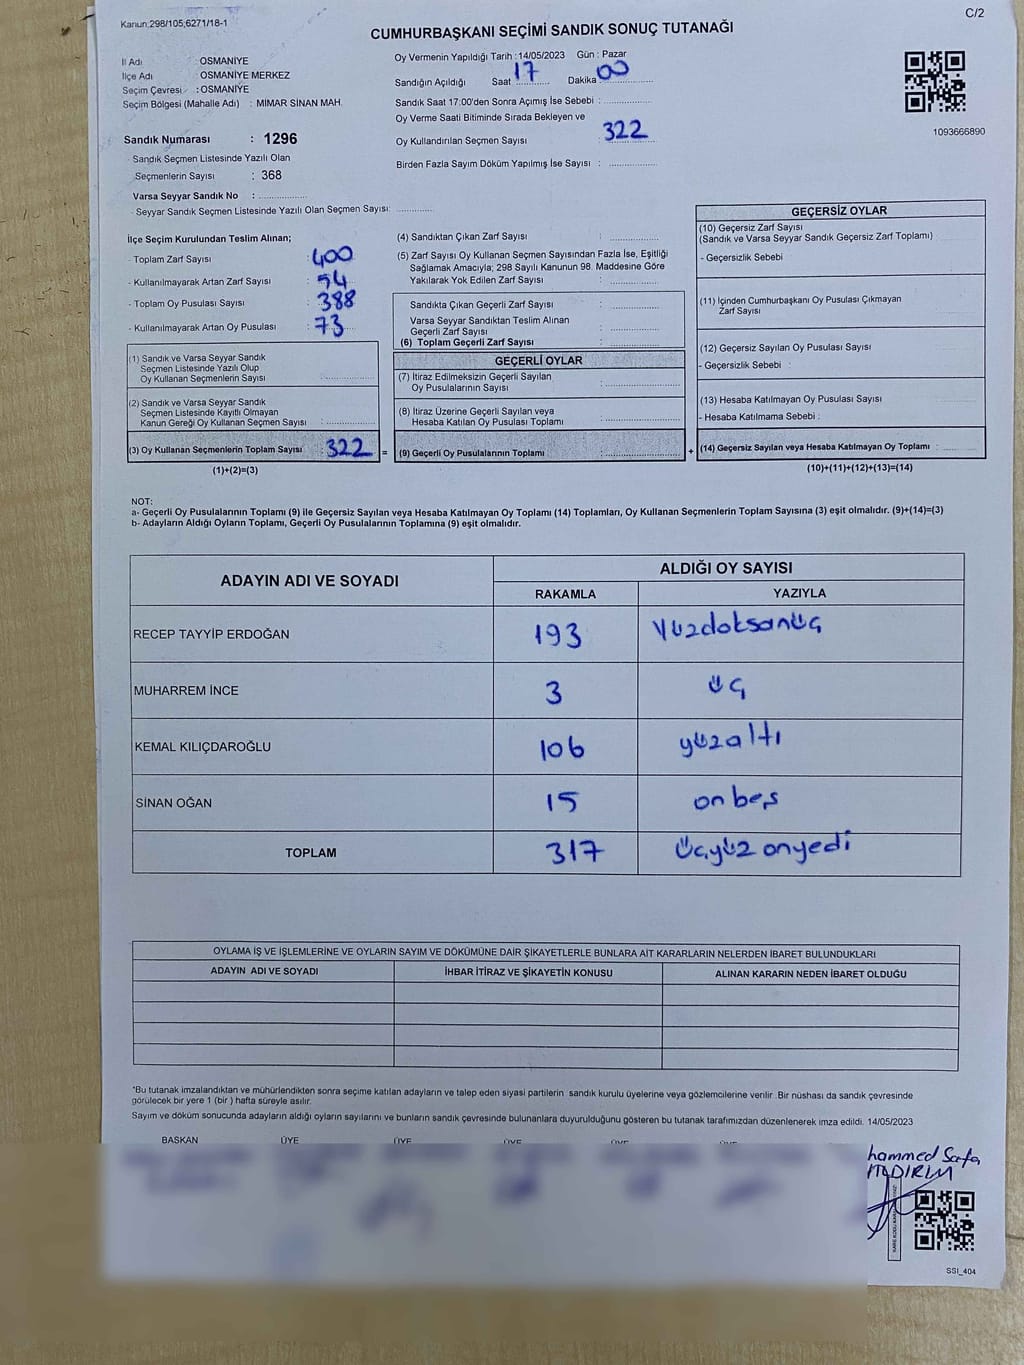 Kanun:298/105;6271/18-1
C/2
CUMHURBAŞKANI SEÇİMİ SANDIK SONUÇ TUTANAĞI
İl Adı OSMANİYE
İlçe Adı : OSMANİYE MERKEZ
Seçim Çevresi : OSMANİYE
Seçim Bölgesi (Mahalle Adı) : MİMAR SİNAN MAH.
Sandık Numarası : 1296
- Sandık Seçmen Listesinde Yazılı Olan
Seçmenlerin Sayısı : 368
Varsa Seyyar Sandık No :
- Seyyar Sandık Seçmen Listesinde Yazılı Olan Seçmen Sayısı:
Oy Vermenin Yapıldığı Tarih : 14/05/2023 Gün : Pazar
Sandığın Açıldığı Saat 17 Dakika 00
Sandık Saat 17:00'den Sonra Açımış İse Sebebi :
Oy Verme Saati Bitiminde Sırada Bekleyen ve
Oy Kullandırılan Seçmen Sayısı : 322
Birden Fazla Sayım Döküm Yapılmış İse Sayısı :
1093666890
İlçe Seçim Kurulundan Teslim Alınan;
- Toplam Zarf Sayısı : 400
- Kullanılmayarak Artan Zarf Sayısı : 54
- Toplam Oy Pusulası Sayısı : 388
- Kullanılmayarak Artan Oy Pusulası : 73
(1) Sandık ve Varsa Seyyar Sandık
Seçmen Listesinde Yazılı Olup
Oy Kullanan Seçmenlerin Sayısı :
(2) Sandık ve Varsa Seyyar Sandık
Seçmen Listesinde Kayıtlı Olmayan
Kanun Gereği Oy Kullanan Seçmen Sayısı :
(3) Oy Kullanan Seçmenlerin Toplam Sayısı : 322 =
(1)+(2)=(3)
(4) Sandıktan Çıkan Zarf Sayısı :
(5) Zarf Sayısı Oy Kullanan Seçmen Sayısından Fazla İse, Eşitliği
Sağlamak Amacıyla; 298 Sayılı Kanunun 98. Maddesine Göre
Yakılarak Yok Edilen Zarf Sayısı :
Sandıkta Çıkan Geçerli Zarf Sayısı :
Varsa Seyyar Sandıktan Teslim Alınan
Geçerli Zarf Sayısı :
(6) Toplam Geçerli Zarf Sayısı :
GEÇERLİ OYLAR
(7) İtiraz Edilmeksizin Geçerli Sayılan
Oy Pusulalarının Sayısı :
(8) İtiraz Üzerine Geçerli Sayılan veya
Hesaba Katılan Oy Pusulası Toplamı :
(9) Geçerli Oy Pusulalarının Toplamı : +
GEÇERSİZ OYLAR
(10) Geçersiz Zarf Sayısı
(Sandık ve Varsa Seyyar Sandık Geçersiz Zarf Toplamı) :
- Geçersizlik Sebebi :
(11) İçinden Cumhurbaşkanı Oy Pusulası Çıkmayan
Zarf Sayısı :
(12) Geçersiz Sayılan Oy Pusulası Sayısı :
- Geçersizlik Sebebi :
(13) Hesaba Katılmayan Oy Pusulası Sayısı :
- Hesaba Katılmama Sebebi :
(14) Geçersiz Sayılan veya Hesaba Katılmayan Oy Toplamı :
(10)+(11)+(12)+(13)=(14)
NOT:
a- Geçerli Oy Pusulalarının Toplamı (9) ile Geçersiz Sayılan veya Hesaba Katılmayan Oy Toplamı (14) Toplamları, Oy Kullanan Seçmenlerin Toplam Sayısına (3) eşit olmalıdır. (9)+(14)=(3)
b- Adayların Aldığı Oyların Toplamı, Geçerli Oy Pusulalarının Toplamına (9) eşit olmalıdır.
ADAYIN ADI VE SOYADI ALDIĞI OY SAYISI
RAKAMLA YAZIYLA
RECEP TAYYİP ERDOĞAN 193 Yüzdoksanüç
MUHARREM İNCE 3 üç
KEMAL KILIÇDAROĞLU 106 yüzaltı
SİNAN OĞAN 15 onbeş
TOPLAM 317 Üçyüz onyedi
OYLAMA İŞ VE İŞLEMLERİNE VE OYLARIN SAYIM VE DÖKÜMÜNE DAİR ŞİKAYETLERLE BUNLARA AİT KARARLARIN NELERDEN İBARET BULUNDUKLARI
ADAYIN ADI VE SOYADI İHBAR İTİRAZ VE ŞİKAYETİN KONUSU ALINAN KARARIN NEDEN İBARET OLDUĞU
*Bu tutanak imzalandıktan ve mühürlendikten sonra seçime katılan adayların ve talep eden siyasi partilerin sandık kurulu üyelerine veya gözlemcilerine verilir. Bir nüshası da sandık çevresinde
görülecek bir yere 1 (bir ) hafta süreyle asılır.
Sayım ve döküm sonucunda adayların aldığı oyların sayılarını ve bunların sandık çevresinde bulunanlara duyurulduğunu gösteren bu tutanak tarafımızdan düzenlenerek imza edildi. 14/05/2023
BAŞKAN ÜYE ÜYE ÜYE ÜYE
hammed Safa
YILDIRIM
SSI_404